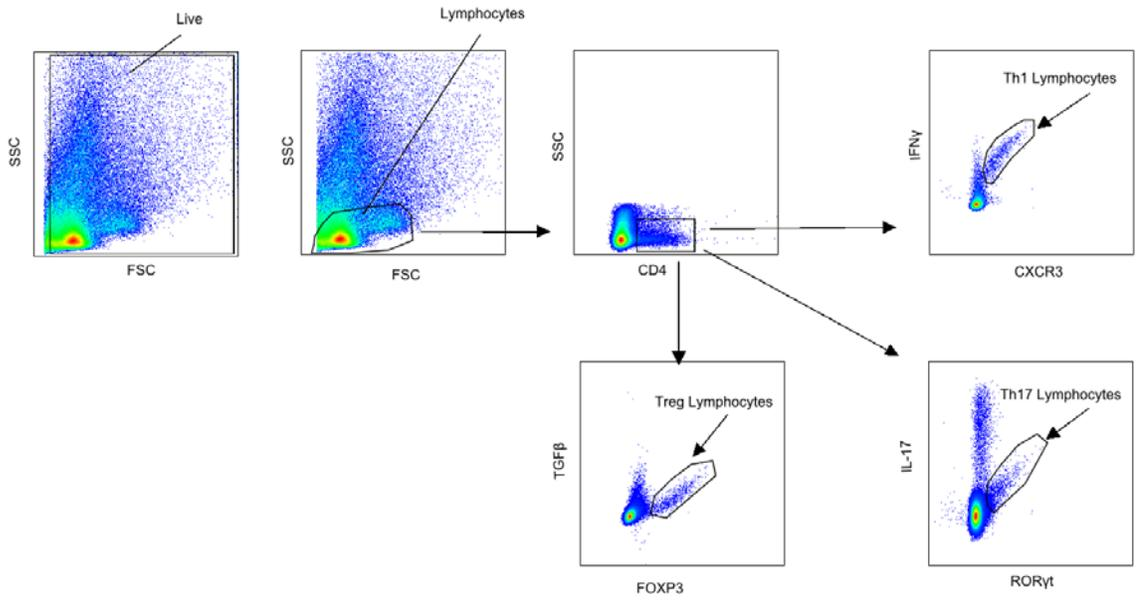 Live
SSC
FSC
Lymphocytes
SSC
FSC
SSC
CD4
Th1 Lymphocytes
IFNγ
CXCR3
Treg Lymphocytes
TGFβ
FOXP3
Th17 Lymphocytes
IL-17
RORγt